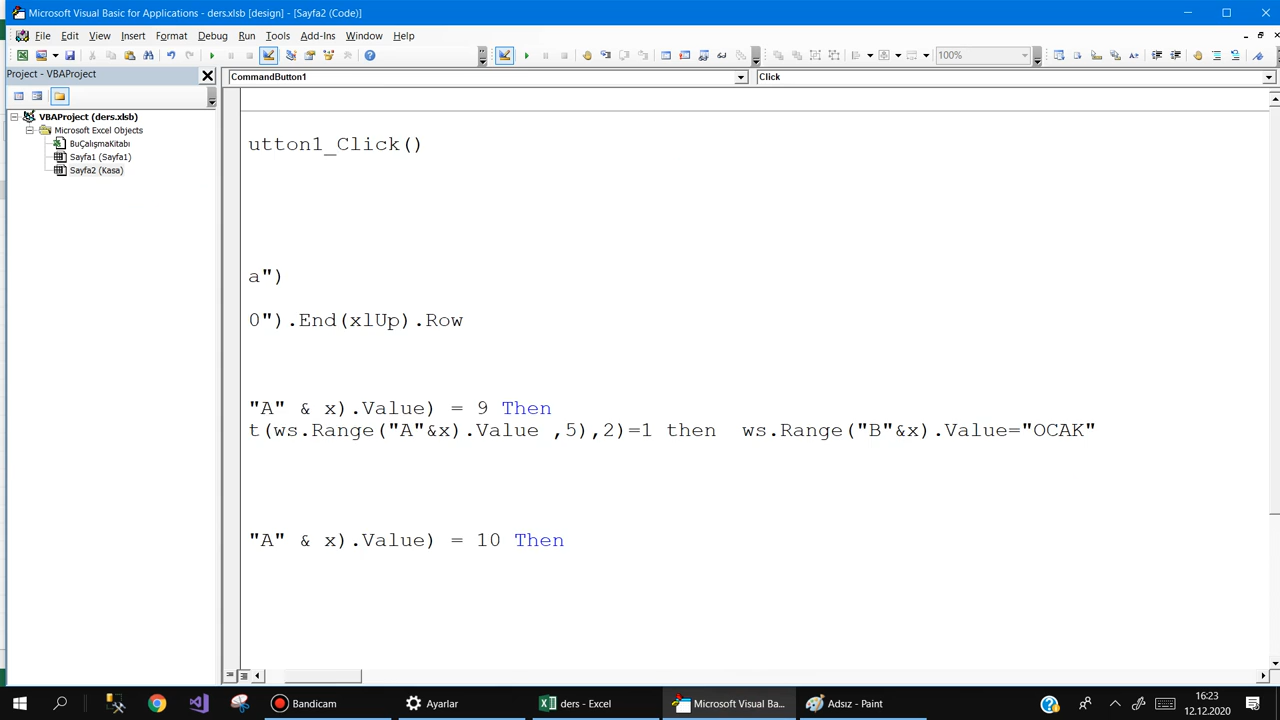 Microsoft Visual Basic for Applications - ders.xlsb [design] - [Sayfa2 (Code)]
File Edit View Insert Format Debug Run Tools Add-Ins Window Help
100%
Project - VBAProject
CommandButton1
Click
VBAProject (ders.xlsb)
Microsoft Excel Objects
BuÇalışmaKitabı
Sayfa1 (Sayfa1)
Sayfa2 (Kasa)
utton1_Click()
a")
0").End(xlUp).Row
"A" & x).Value) = 9 Then
t(ws.Range("A"&x).Value ,5),2)=1 then  ws.Range("B"&x).Value="OCAK"
"A" & x).Value) = 10 Then
Bandicam
Ayarlar
ders - Excel
Microsoft Visual Ba...
Adsız - Paint
16:23
12.12.2020